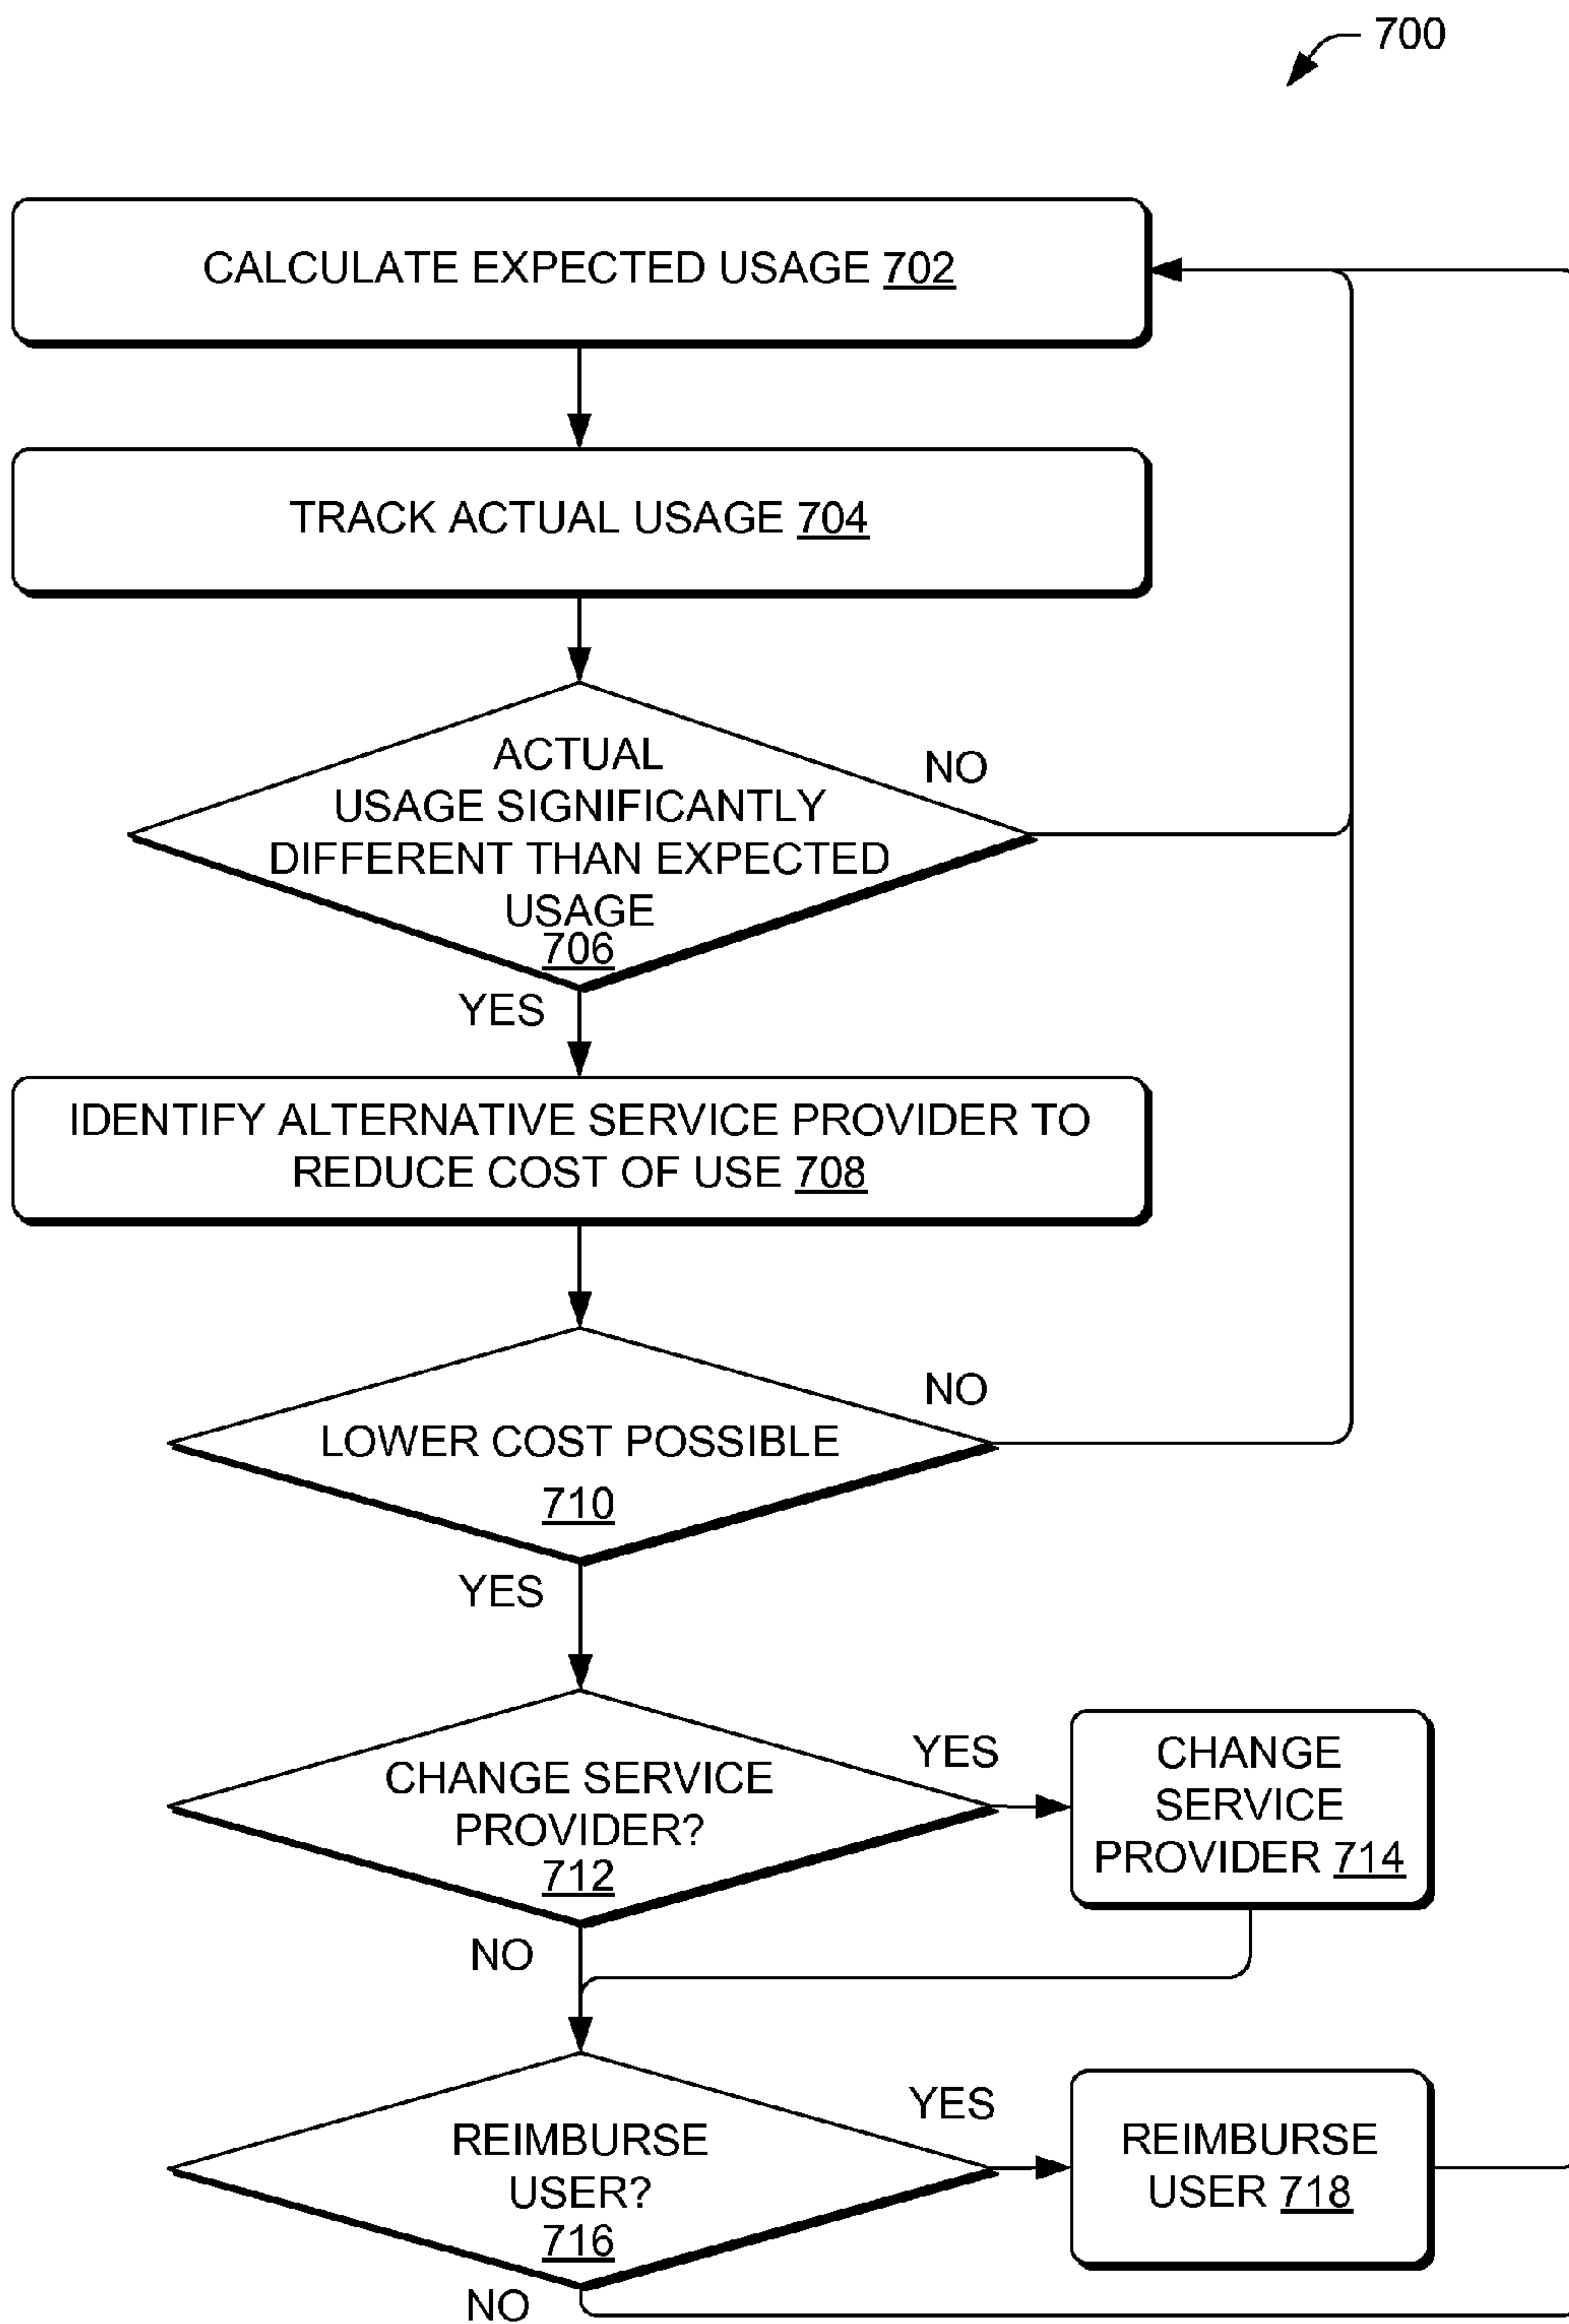 700
CALCULATE EXPECTED USAGE 702
TRACK ACTUAL USAGE 704
ACTUAL
USAGE SIGNIFICANTLY
DIFFERENT THAN EXPECTED
USAGE
706
NO
YES
IDENTIFY ALTERNATIVE SERVICE PROVIDER TO
REDUCE COST OF USE 708
LOWER COST POSSIBLE
710
NO
YES
CHANGE SERVICE
PROVIDER?
712
YES
CHANGE
SERVICE
PROVIDER 714
NO
REIMBURSE
USER?
716
YES
REIMBURSE
USER 718
NO